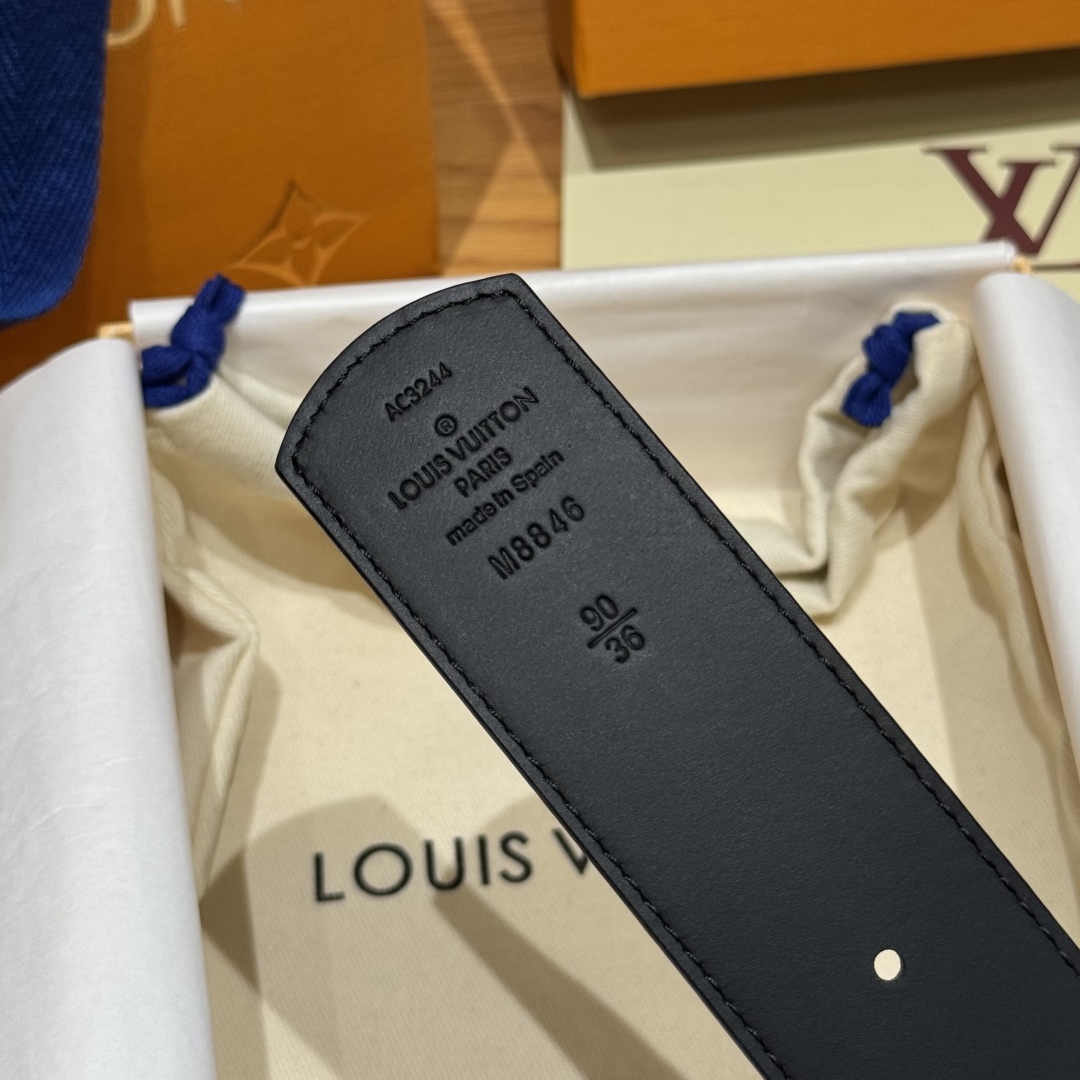 AC3244
®
LOUIS VUITTON
PARIS
made in Spain
M8846
90
36
LOUIS V